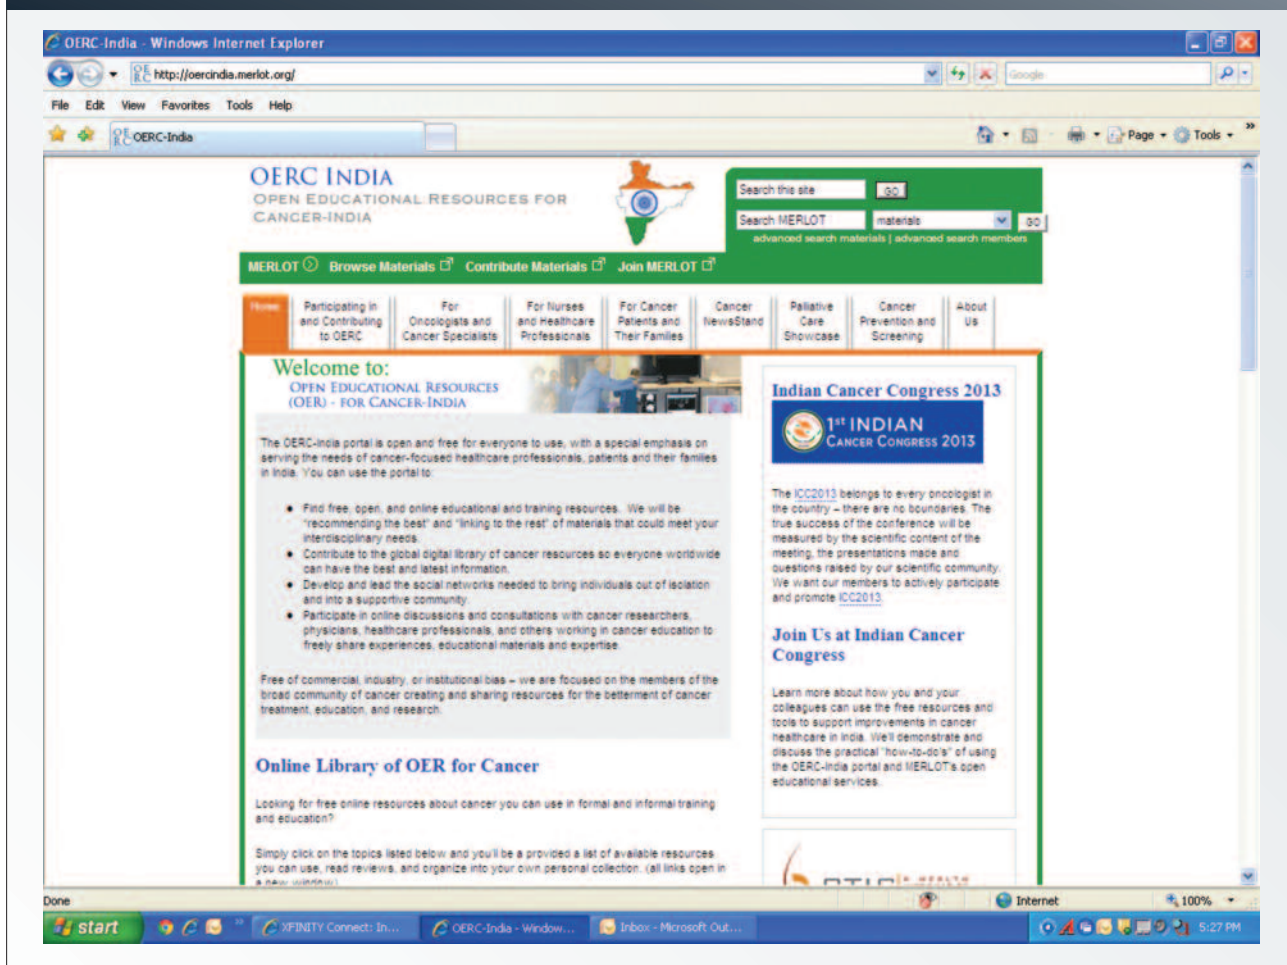 OERC-India - Windows Internet Explorer
http://oercindia.merlot.org/
Google
File Edit View Favorites Tools Help
OERC-India
Page Tools
OERC INDIA
OPEN EDUCATIONAL RESOURCES FOR
CANCER-INDIA
Search this site GO
Search MERLOT materials GO
advanced search materials | advanced search members
MERLOT Browse Materials Contribute Materials Join MERLOT
Home
Participating in
and Contributing
to OERC
For
Oncologists and
Cancer Specialists
For Nurses
and Healthcare
Professionals
For Cancer
Patients and
Their Families
Cancer
NewsStand
Palliative
Care
Showcase
Cancer
Prevention and
Screening
About
Us
Welcome to:
OPEN EDUCATIONAL RESOURCES
(OER) - FOR CANCER-INDIA
The OERC-India portal is open and free for everyone to use, with a special emphasis on
serving the needs of cancer-focused healthcare professionals, patients and their families
in India. You can use the portal to:
• Find free, open, and online educational and training resources. We will be
"recommending the best" and "linking to the rest" of materials that could meet your
interdisciplinary needs.
• Contribute to the global digital library of cancer resources so everyone worldwide
can have the best and latest information.
• Develop and lead the social networks needed to bring individuals out of isolation
and into a supportive community.
• Participate in online discussions and consultations with cancer researchers,
physicians, healthcare professionals, and others working in cancer education to
freely share experiences, educational materials and expertise.
Free of commercial, industry, or institutional bias – we are focused on the members of the
broad community of cancer creating and sharing resources for the betterment of cancer
treatment, education, and research.
Online Library of OER for Cancer
Looking for free online resources about cancer you can use in formal and informal training
and education?
Simply click on the topics listed below and you'll be a provided a list of available resources
you can use, read reviews, and organize into your own personal collection. (all links open in
a new window)
Indian Cancer Congress 2013
1st INDIAN
CANCER CONGRESS 2013
The ICC2013 belongs to every oncologist in
the country – there are no boundaries. The
true success of the conference will be
measured by the scientific content of the
meeting, the presentations made and
questions raised by our scientific community.
We want our members to actively participate
and promote ICC2013.
Join Us at Indian Cancer
Congress
Learn more about how you and your
colleagues can use the free resources and
tools to support improvements in cancer
healthcare in India. We'll demonstrate and
discuss the practical "how-to-do's" of using
the OERC-India portal and MERLOT's open
educational services.
Done Internet 100%
start XFINITY Connect: In... OERC-India - Window... Inbox - Microsoft Out... 5:27 PM